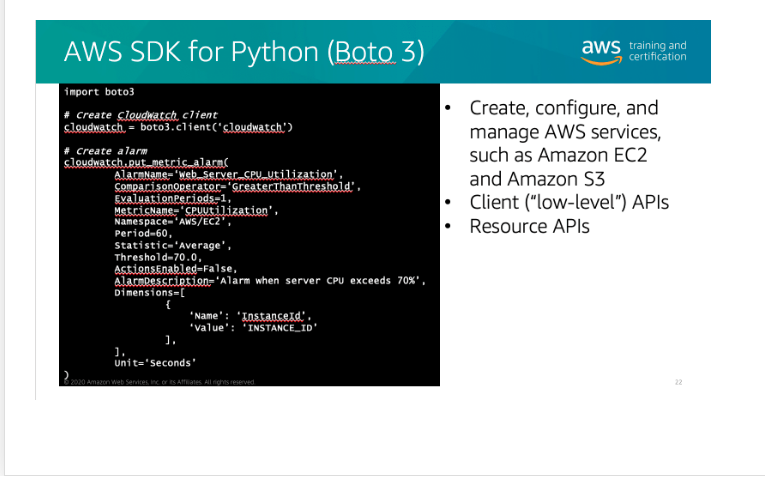 AWS SDK for Python (Boto 3)
aws training and certification
import boto3
# Create CloudWatch client
cloudwatch = boto3.client('cloudwatch')
# Create alarm
cloudwatch.put_metric_alarm(
AlarmName='Web_Server_CPU_Utilization',
ComparisonOperator='GreaterThanThreshold',
EvaluationPeriods=1,
MetricName='CPUUtilization',
Namespace='AWS/EC2',
Period=60,
Statistic='Average',
Threshold=70.0,
ActionsEnabled=False,
AlarmDescription='Alarm when server CPU exceeds 70%',
Dimensions=[
{
'Name': 'InstanceId',
'Value': 'INSTANCE_ID'
},
],
Unit='Seconds'
)
© 2020 Amazon Web Services, Inc. or its Affiliates. All rights reserved.
• Create, configure, and
manage AWS services,
such as Amazon EC2
and Amazon S3
• Client (“low-level”) APIs
• Resource APIs
22